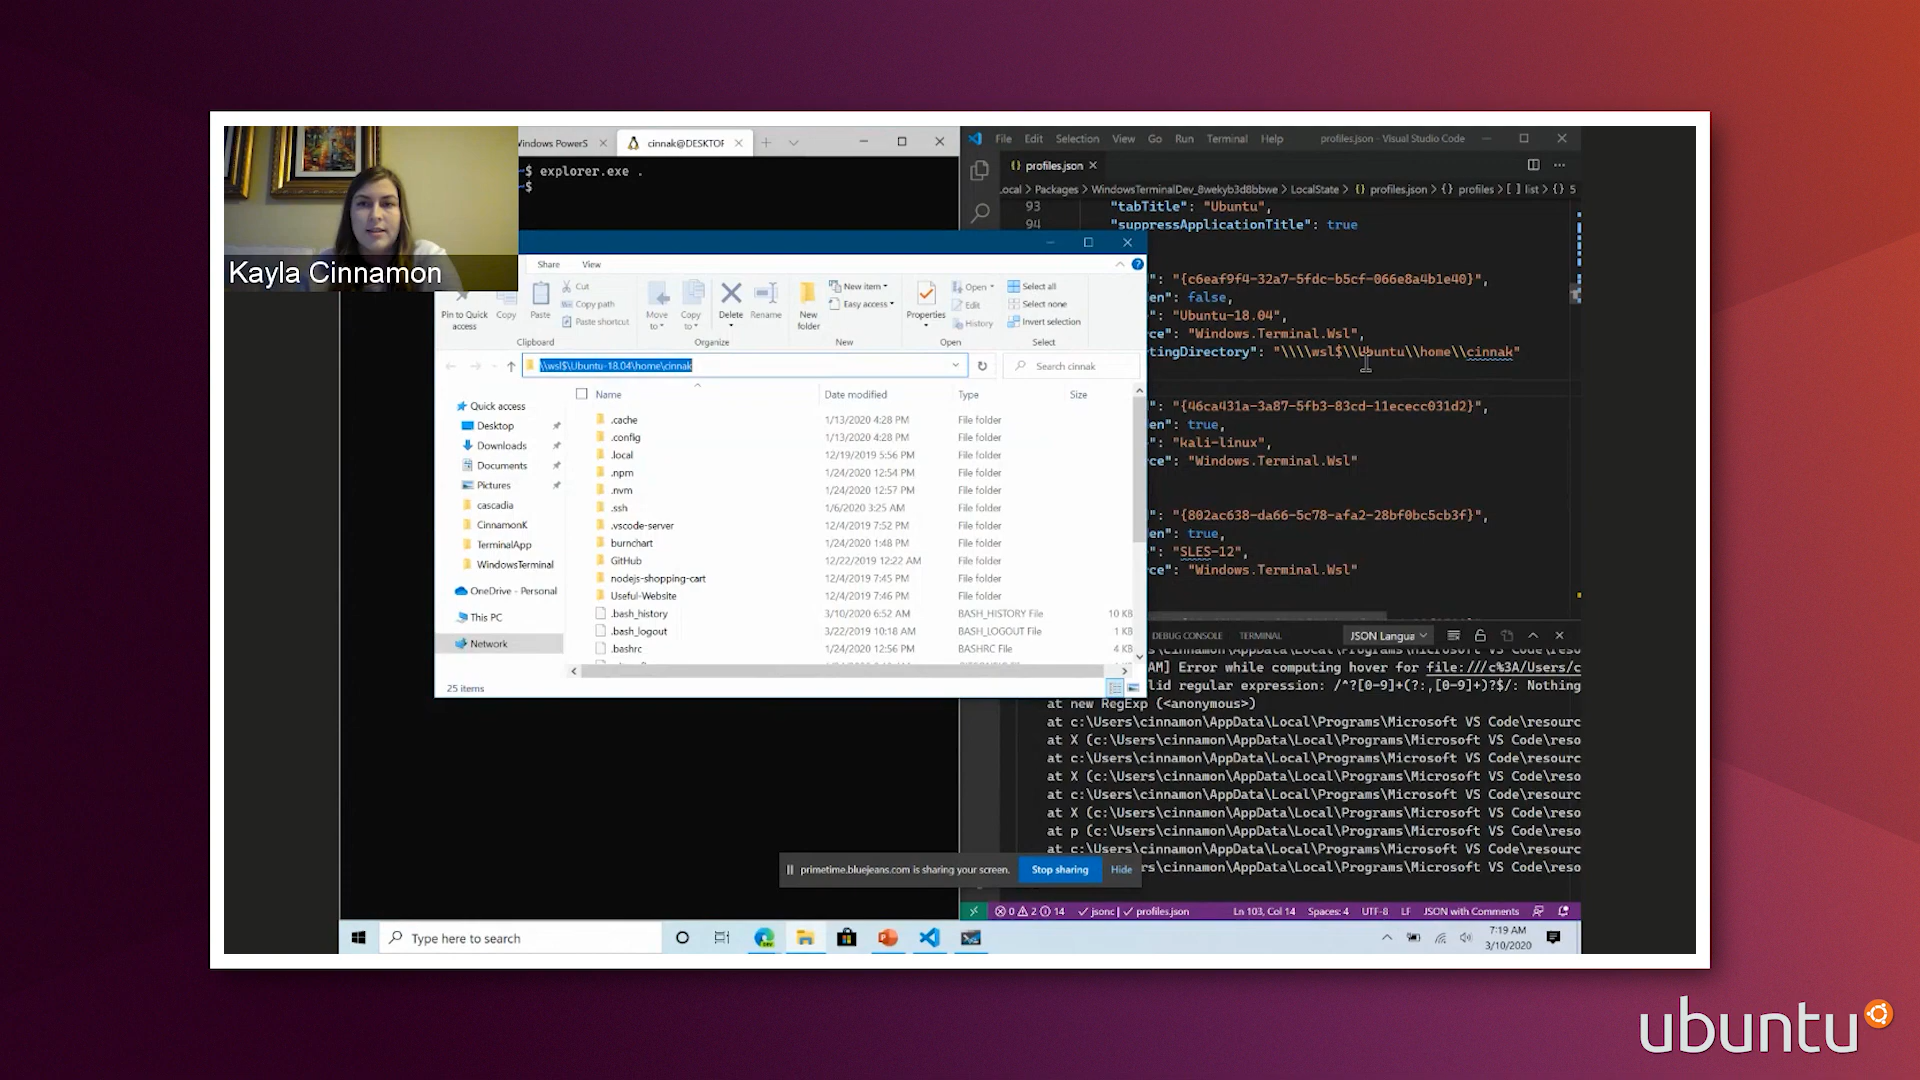 Kayla Cinnamon
Windows PowerS
cinnak@DESKTOP
$ explorer.exe .
$
Share View
Pin to Quick access
Copy
Paste
Cut
Copy path
Paste shortcut
Clipboard
Move to
Copy to
Delete
Rename
Organize
New folder
New item
Easy access
New
Properties
Open
Edit
History
Open
Select all
Select none
Invert selection
Select
\\wsl$\Ubuntu-18.04\home\cinnak
Search cinnak
Quick access
Desktop
Downloads
Documents
Pictures
cascadia
CinnamonK
TerminalApp
WindowsTerminal
OneDrive - Personal
This PC
Network
Name Date modified Type Size
.cache 1/13/2020 4:28 PM File folder
.config 1/13/2020 4:28 PM File folder
.local 12/19/2019 5:56 PM File folder
.npm 1/24/2020 12:54 PM File folder
.nvm 1/24/2020 12:57 PM File folder
.ssh 1/6/2020 3:25 AM File folder
.vscode-server 12/4/2019 7:52 PM File folder
burnchart 1/24/2020 1:48 PM File folder
GitHub 12/22/2019 12:22 AM File folder
nodejs-shopping-cart 12/4/2019 7:45 PM File folder
Useful-Website 12/4/2019 7:46 PM File folder
.bash_history 3/10/2020 6:52 AM BASH_HISTORY File 10 KB
.bash_logout 3/22/2019 10:18 AM BASH_LOGOUT File 1 KB
.bashrc 1/24/2020 12:56 PM BASHRC File 4 KB
25 items
File Edit Selection View Go Run Terminal Help profiles.json - Visual Studio Code
{} profiles.json
ocal > Packages > WindowsTerminalDev_8wekyb3d8bbwe > LocalState > {} profiles.json > {} profiles > [ ] list > {} 5
93 "tabTitle": "Ubuntu",
94 "suppressApplicationTitle": true
": "{c6eaf9f4-32a7-5fdc-b5cf-066e8a4b1e40}",
en": false,
": "Ubuntu-18.04",
rce": "Windows.Terminal.Wsl",
tingDirectory": "\\\\wsl$\\Ubuntu\\home\\cinnak"
": "{46ca431a-3a87-5fb3-83cd-11ececc031d2}",
en": true,
": "kali-linux",
ce": "Windows.Terminal.Wsl"
": "{802ac638-da66-5c78-afa2-28bf0bc5cb3f}",
en": true,
": "SLES-12",
ce": "Windows.Terminal.Wsl"
DEBUG CONSOLE TERMINAL JSON Langua
AM] Error while computing hover for file:///c%3A/Users/c
lid regular expression: /^?[0-9]+(?:,[0-9]+)?$/: Nothing
at new RegExp (<anonymous>)
at c:\Users\cinnamon\AppData\Local\Programs\Microsoft VS Code\resourc
at X (c:\Users\cinnamon\AppData\Local\Programs\Microsoft VS Code\reso
at c:\Users\cinnamon\AppData\Local\Programs\Microsoft VS Code\resourc
at X (c:\Users\cinnamon\AppData\Local\Programs\Microsoft VS Code\reso
at c:\Users\cinnamon\AppData\Local\Programs\Microsoft VS Code\resourc
at X (c:\Users\cinnamon\AppData\Local\Programs\Microsoft VS Code\reso
at p (c:\Users\cinnamon\AppData\Local\Programs\Microsoft VS Code\reso
at c:\Users\cinnamon\AppData\Local\Programs\Microsoft VS Code\resourc
rs\cinnamon\AppData\Local\Programs\Microsoft VS Code\resourc
primetime.bluejeans.com is sharing your screen. Stop sharing Hide
0 2 14 jsonc | profiles.json Ln 103, Col 14 Spaces: 4 UTF-8 LF JSON with Comments
Type here to search
7:19 AM
3/10/2020
ubuntu